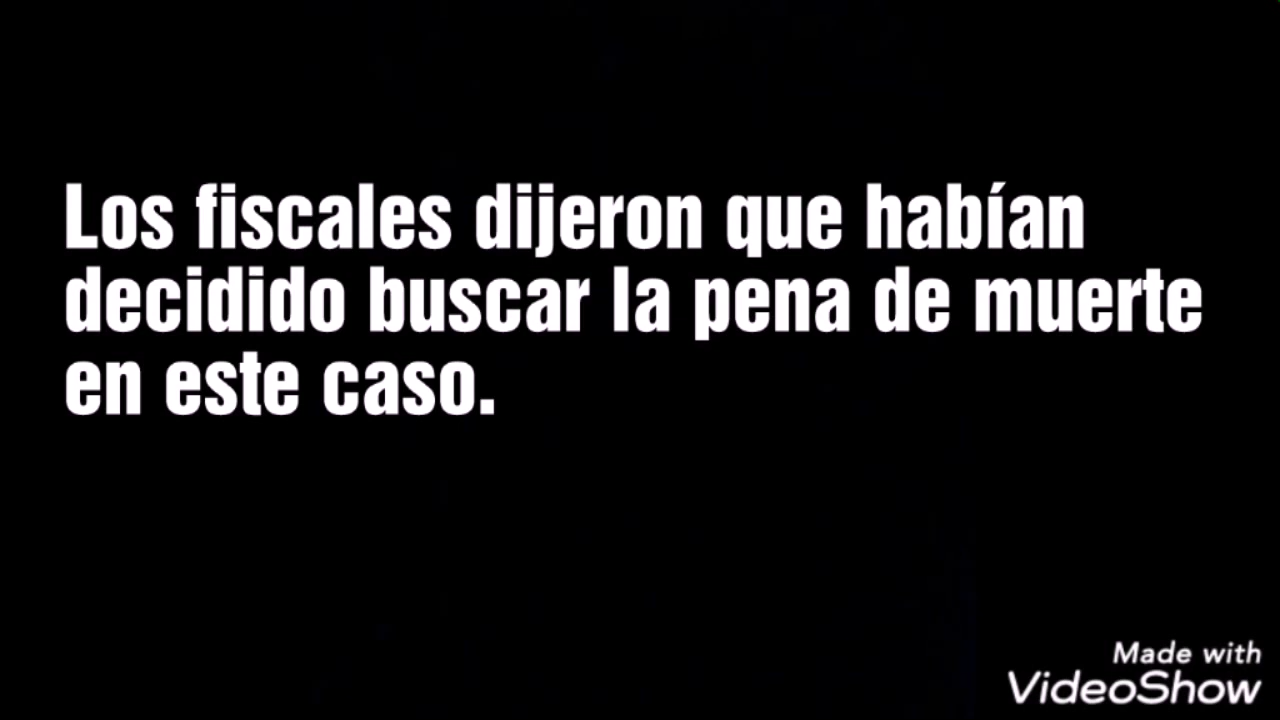 Los fiscales dijeron que habían
decidido buscar la pena de muerte
en este caso.
Made with
VideoShow